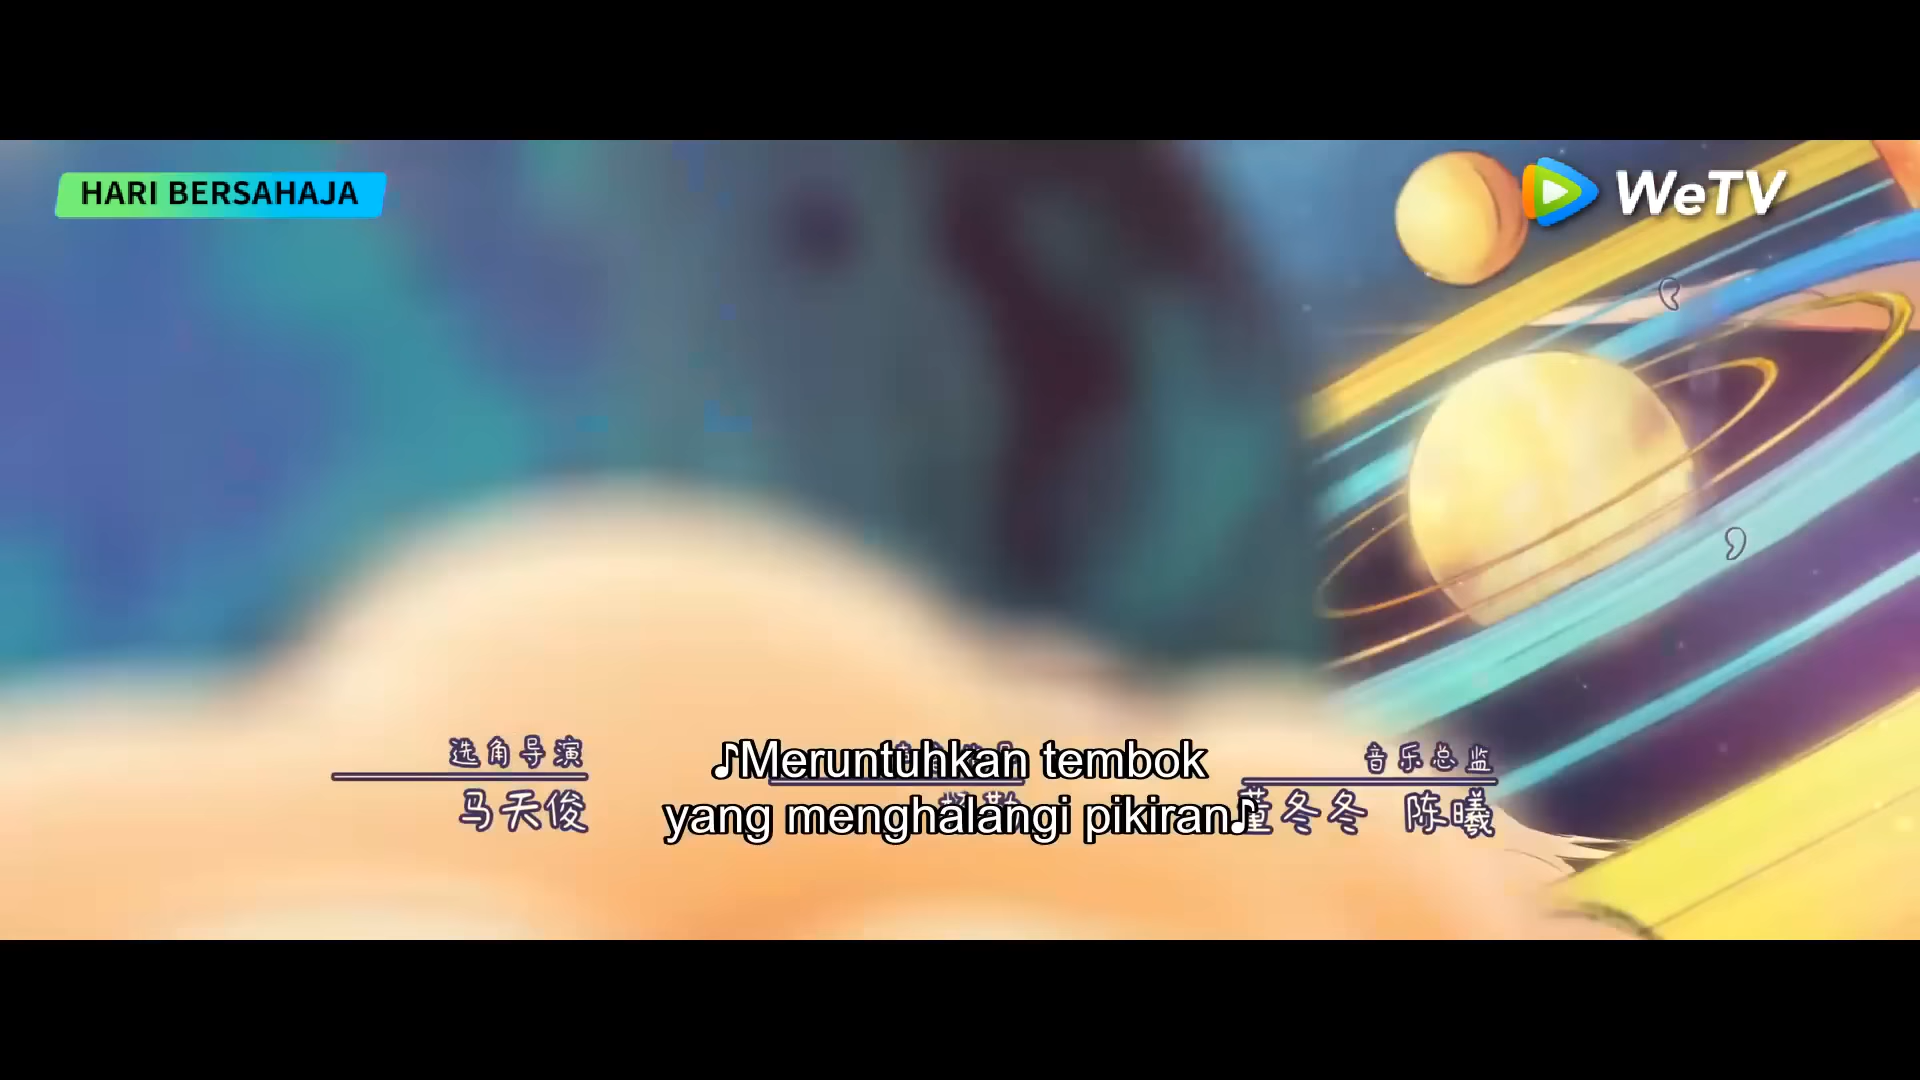 HARI BERSAHAJA
WeTV
选角导演
马天俊
音乐总监
董冬冬 陈曦
♪Meruntuhkan tembok
yang menghalangi pikiran♪